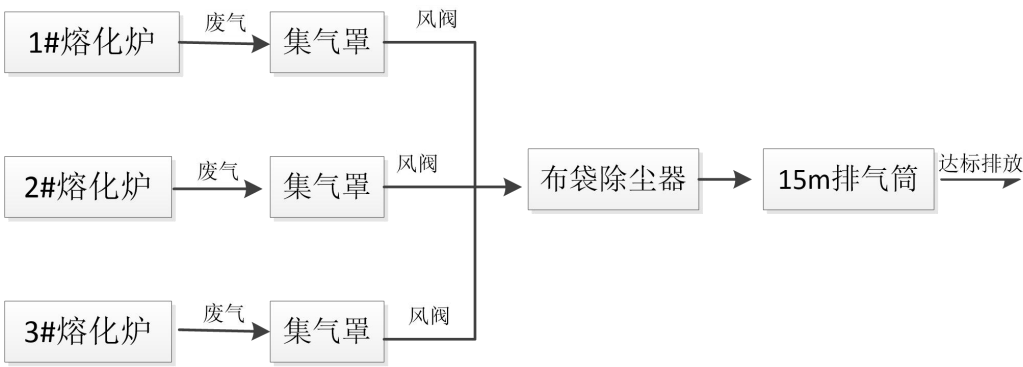 1#熔化炉
废气
集气罩
风阀
2#熔化炉
废气
集气罩
风阀
布袋除尘器
15m排气筒
达标排放
3#熔化炉
废气
集气罩
风阀